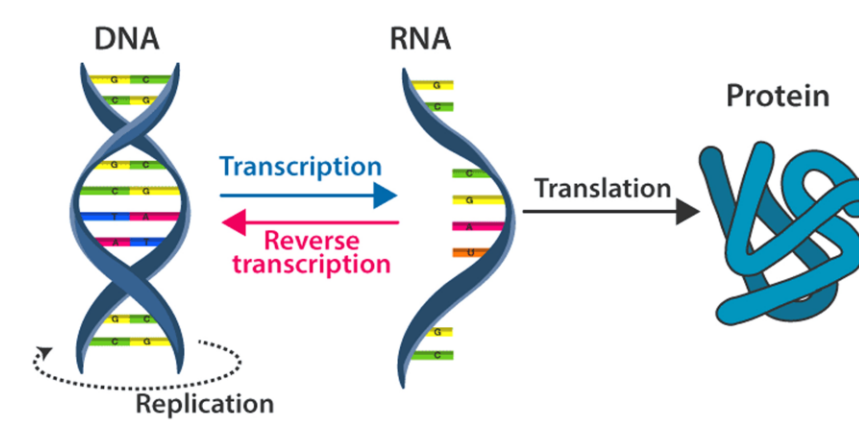 DNA
RNA
Protein
G C
C G
G C
C G
T A
A T
G C
C G
G
C
C
G
A
U
G
C
Transcription
Reverse
transcription
Translation
Replication